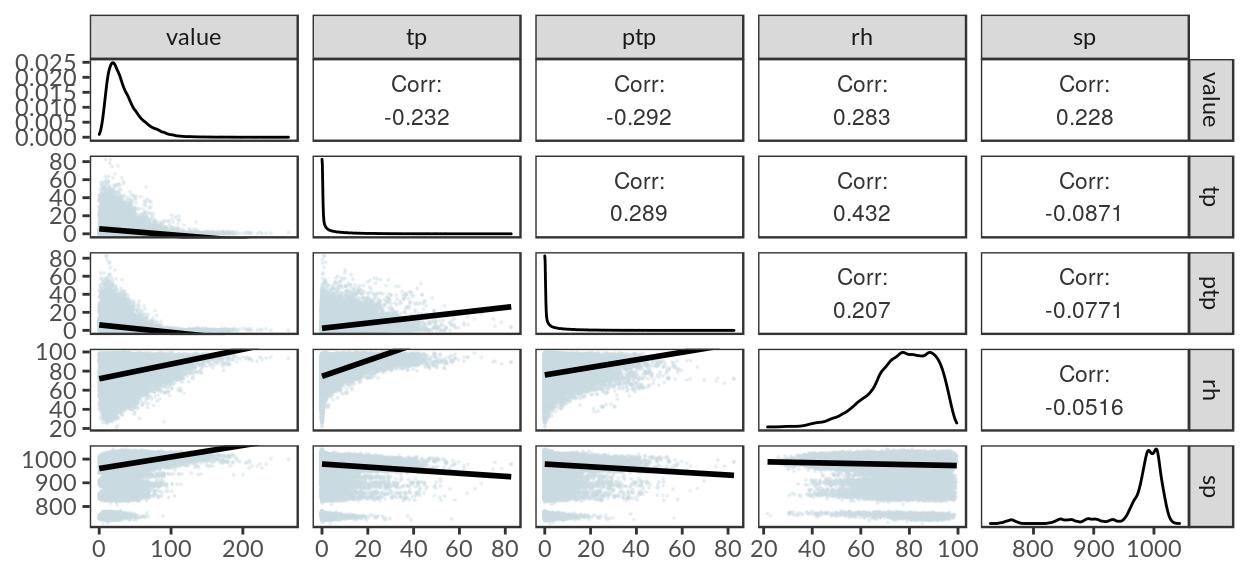 value tp ptp rh sp
0.025
0.020
0.015
0.010
0.005
0.000
Corr:
-0.232
Corr:
-0.292
Corr:
0.283
Corr:
0.228
value
80
60
40
20
0
Corr:
0.289
Corr:
0.432
Corr:
-0.0871
tp
80
60
40
20
0
Corr:
0.207
Corr:
-0.0771
ptp
100
80
60
40
20
Corr:
-0.0516
rh
1000
900
800
sp
0 100 200 0 20 40 60 80 0 20 40 60 80 20 40 60 80 100 800 900 1000